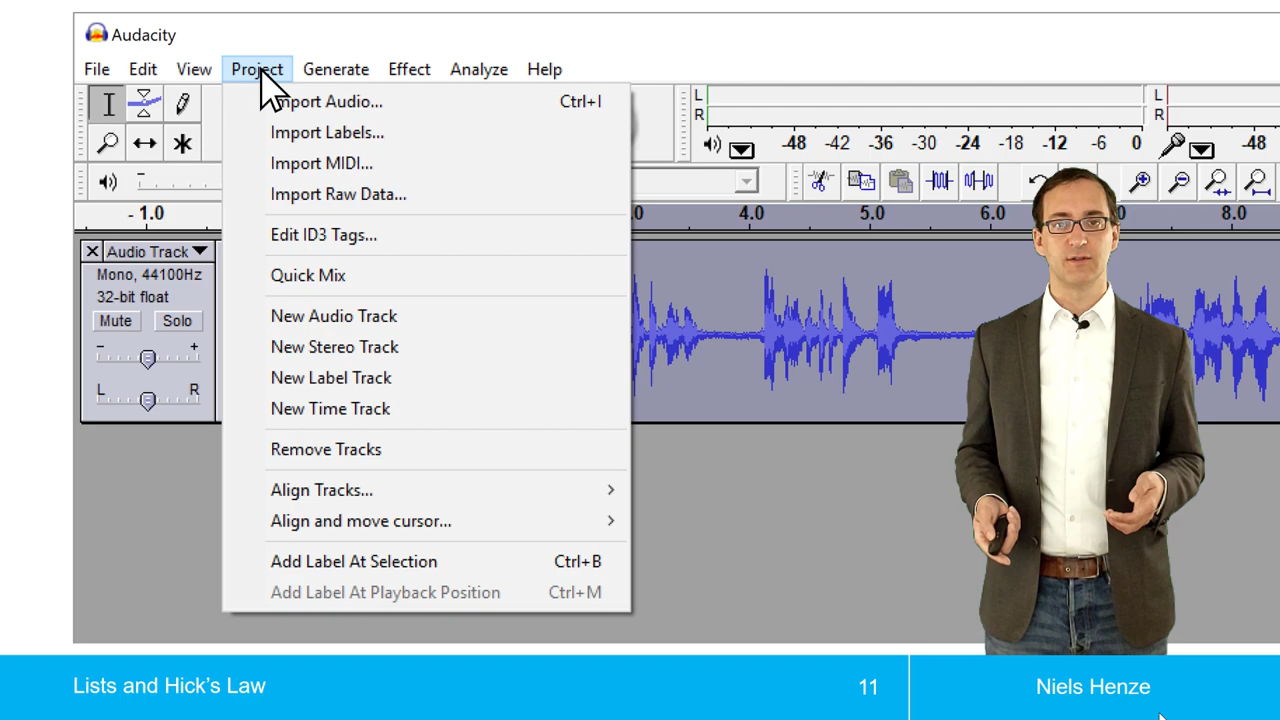 Audacity
File Edit View Project Generate Effect Analyze Help
Import Audio... Ctrl+I
Import Labels...
Import MIDI...
Import Raw Data...
Edit ID3 Tags...
Quick Mix
New Audio Track
New Stereo Track
New Label Track
New Time Track
Remove Tracks
Align Tracks...
Align and move cursor...
Add Label At Selection Ctrl+B
Add Label At Playback Position Ctrl+M
L
R
-48 -42 -36 -30 -24 -18 -12 -6 0
L
R
-48
- 1.0 4.0 5.0 6.0 8.0
Audio Track
Mono, 44100Hz
32-bit float
Mute Solo
- +
L R
Lists and Hick's Law 11 Niels Henze